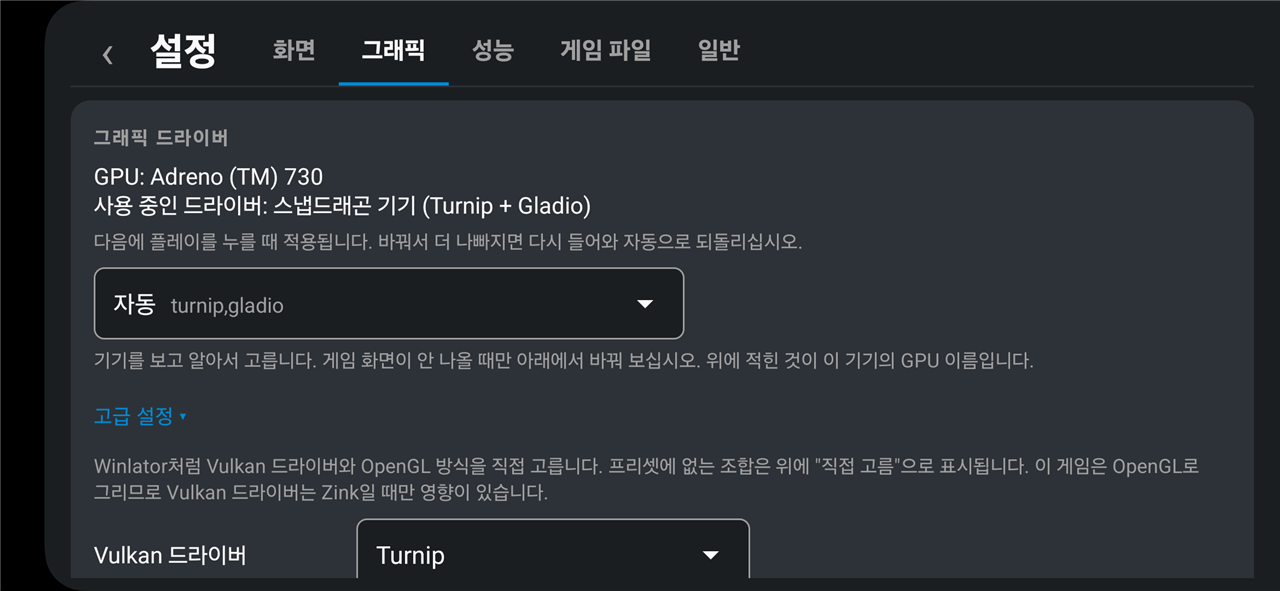 ‹ 설정 화면 그래픽 성능 게임 파일 일반
그래픽 드라이버
GPU: Adreno (TM) 730
사용 중인 드라이버: 스냅드래곤 기기 (Turnip + Gladio)
다음에 플레이를 누를 때 적용됩니다. 바꿔서 더 나빠지면 다시 들어와 자동으로 되돌리십시오.
자동 turnip,gladio
기기를 보고 알아서 고릅니다. 게임 화면이 안 나올 때만 아래에서 바꿔 보십시오. 위에 적힌 것이 이 기기의 GPU 이름입니다.
고급 설정 ▾
Winlator처럼 Vulkan 드라이버와 OpenGL 방식을 직접 고릅니다. 프리셋에 없는 조합은 위에 "직접 고름"으로 표시됩니다. 이 게임은 OpenGL로
그리므로 Vulkan 드라이버는 Zink일 때만 영향이 있습니다.
Vulkan 드라이버 Turnip